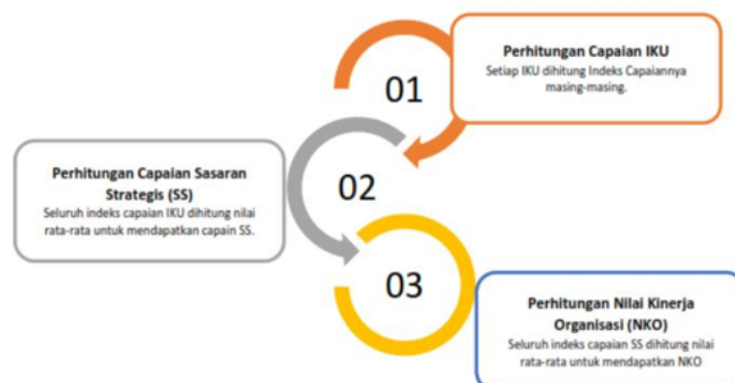 01
Perhitungan Capaian IKU
Setiap IKU dihitung Indeks Capaiannya
masing-masing.
02
Perhitungan Capaian Sasaran
Strategis (SS)
Seluruh indeks capaian IKU dihitung nilai
rata-rata untuk mendapatkan capain SS.
03
Perhitungan Nilai Kinerja
Organisasi (NKO)
Seluruh indeks capaian SS dihitung nilai
rata-rata untuk mendapatkan NKO